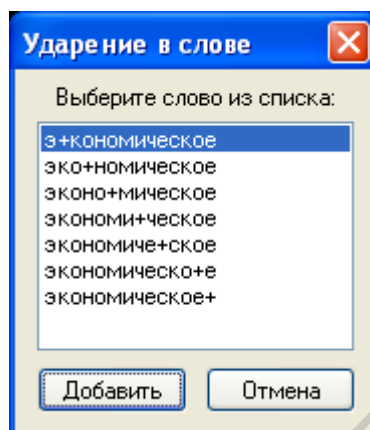 Ударение в слове
Выберите слово из списка:
э+кономическое
эко+номическое
эконо+мическое
экономи+ческое
экономиче+ское
экономическо+е
экономическое+
Добавить Отмена